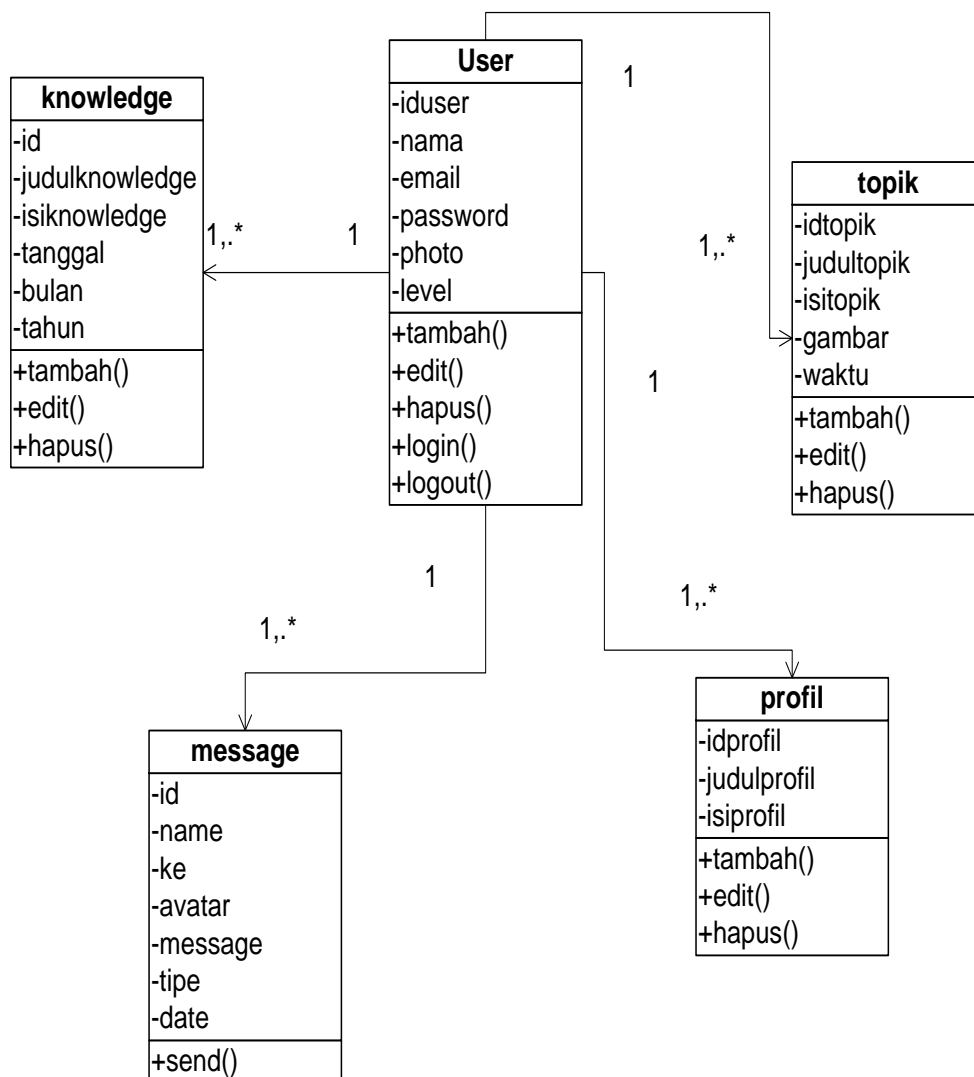 User
-iduser
-nama
-email
-password
-photo
-level
+tambah()
+edit()
+hapus()
+login()
+logout()
knowledge
-id
-judulknowledge
-isiknowledge
-tanggal
-bulan
-tahun
+tambah()
+edit()
+hapus()
1,.*
1
1
1,.*
topik
-idtopik
-judultopik
-isitopik
-gambar
-waktu
+tambah()
+edit()
+hapus()
1
1,.*
profil
-idprofil
-judulprofil
-isiprofil
+tambah()
+edit()
+hapus()
1
1,.*
message
-id
-name
-ke
-avatar
-message
-tipe
-date
+send()